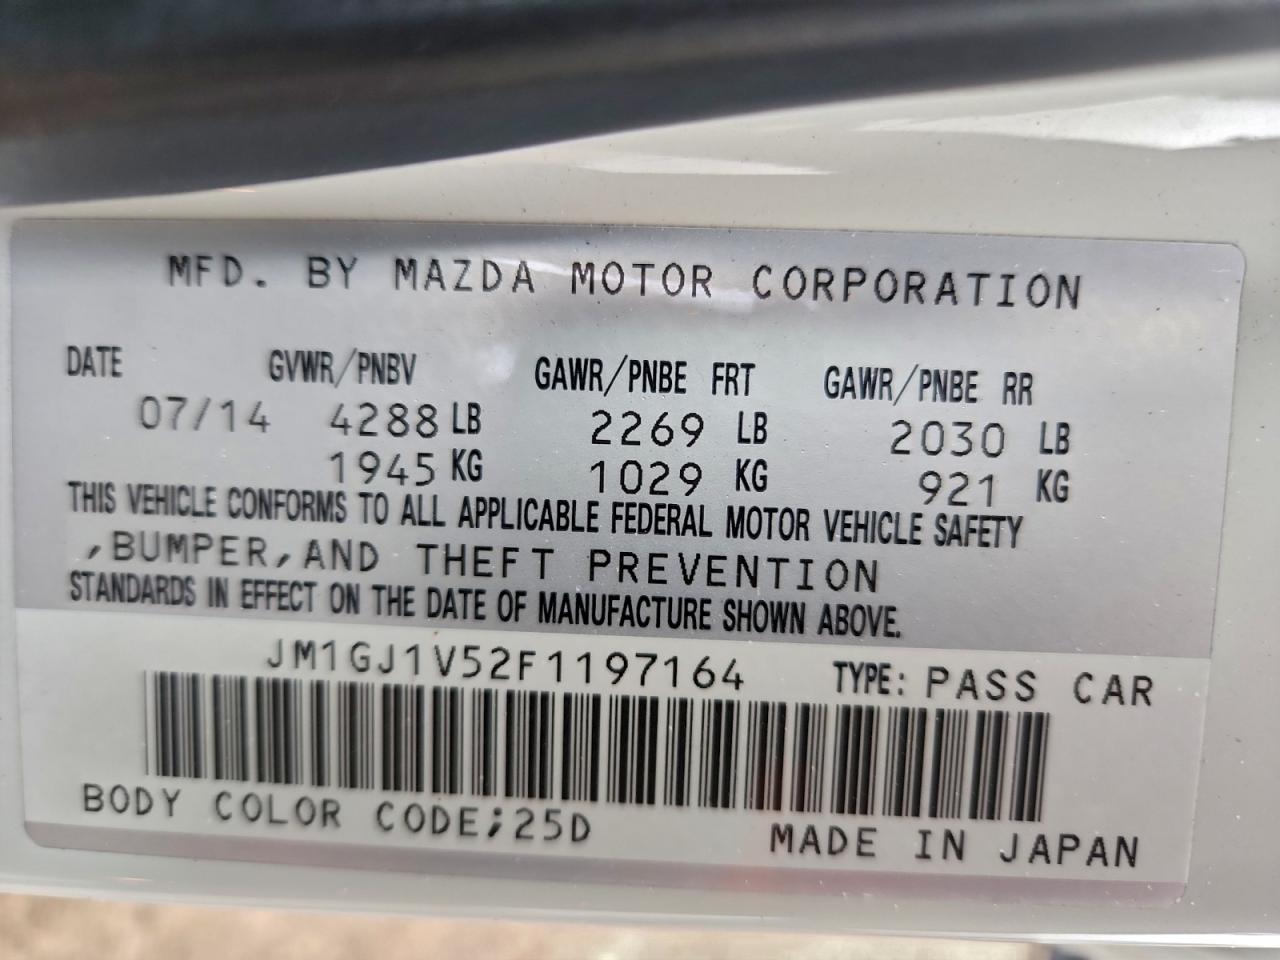 MFD. BY MAZDA MOTOR CORPORATION
DATE GVWR/PNBV GAWR/PNBE FRT GAWR/PNBE RR
07/14 4288 LB 2269 LB 2030 LB
1945 KG 1029 KG 921 KG
THIS VEHICLE CONFORMS TO ALL APPLICABLE FEDERAL MOTOR VEHICLE SAFETY
,BUMPER,AND THEFT PREVENTION
STANDARDS IN EFFECT ON THE DATE OF MANUFACTURE SHOWN ABOVE.
JM1GJ1V52F1197164 TYPE: PASS CAR
BODY COLOR CODE;25D MADE IN JAPAN